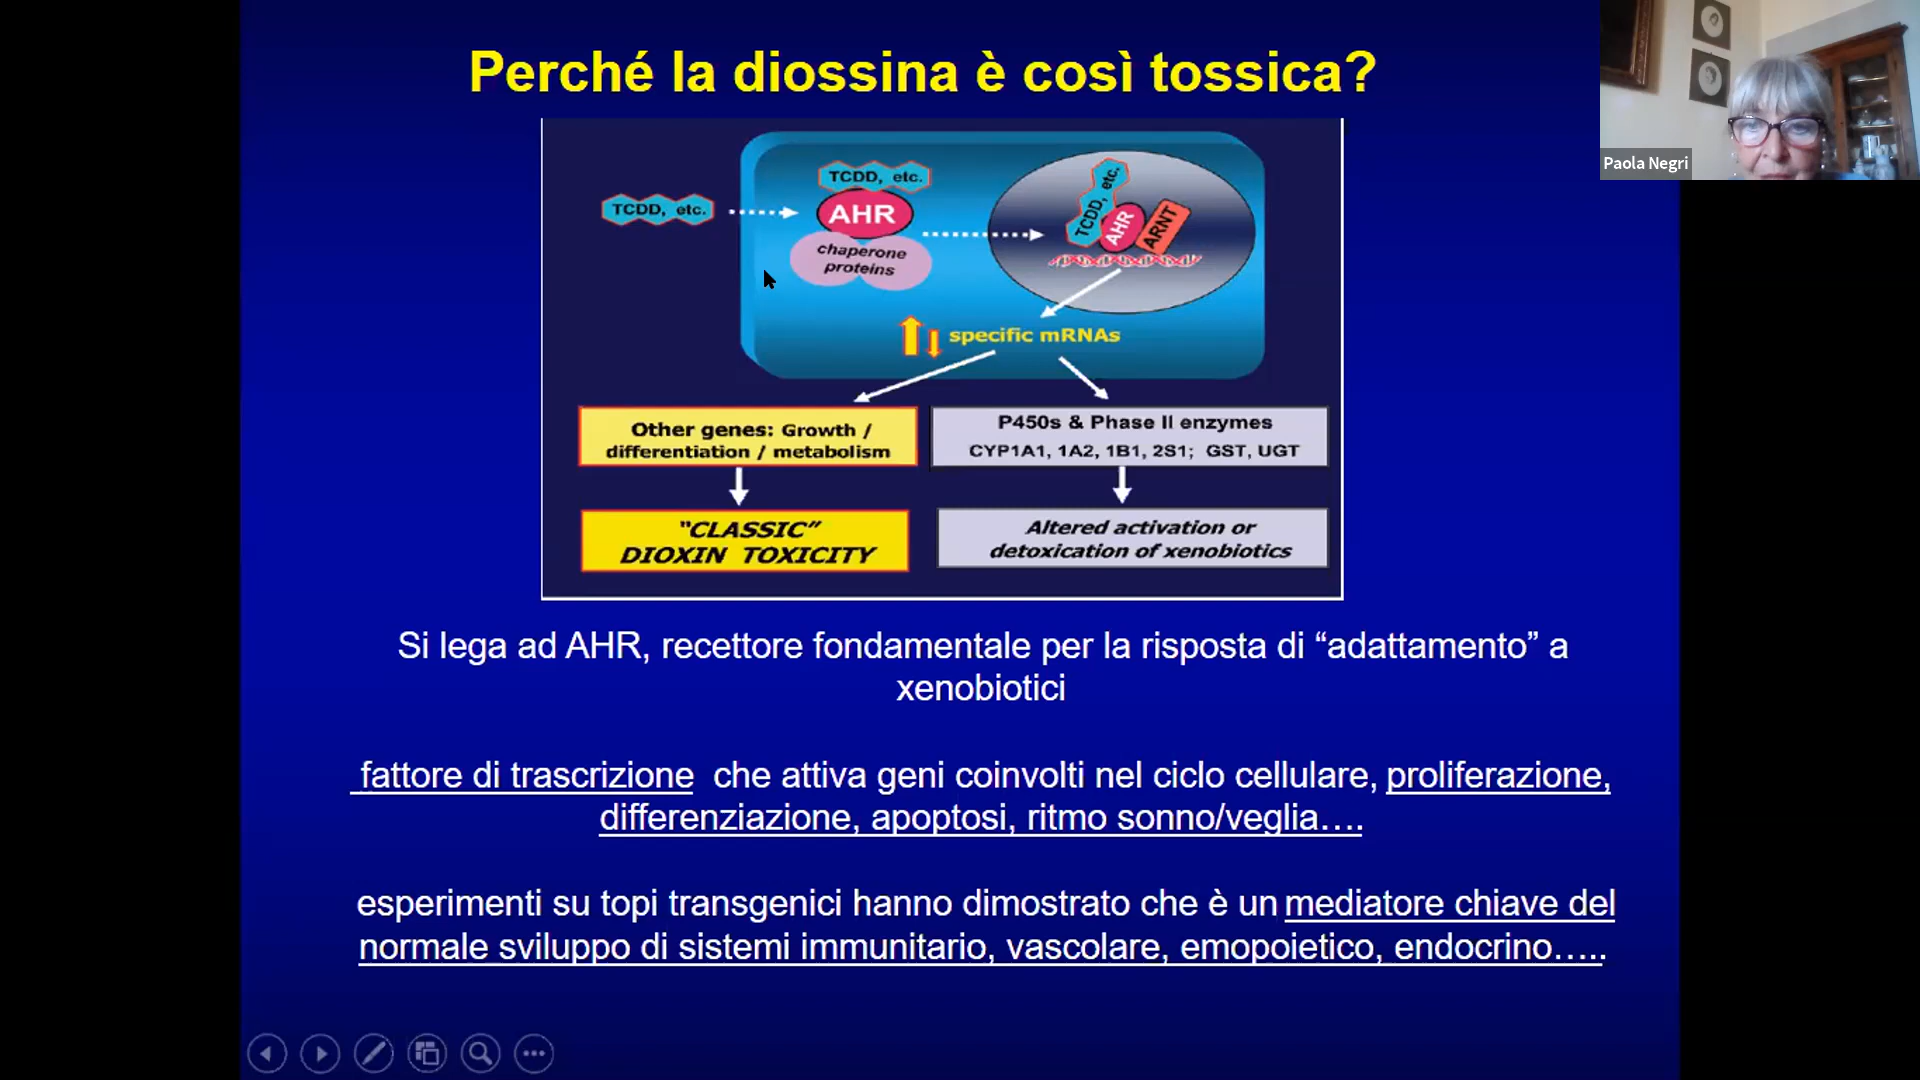 Perché la diossina è così tossica?
Paola Negri
TCDD, etc.
TCDD, etc.
AHR
chaperone
proteins
TCDD, etc.
AHR
ARNT
specific mRNAs
Other genes: Growth /
differentiation / metabolism
P450s & Phase II enzymes
CYP1A1, 1A2, 1B1, 2S1; GST, UGT
"CLASSIC”
DIOXIN TOXICITY
Altered activation or
detoxication of xenobiotics
Si lega ad AHR, recettore fondamentale per la risposta di “adattamento” a
xenobiotici
fattore di trascrizione che attiva geni coinvolti nel ciclo cellulare, proliferazione,
differenziazione, apoptosi, ritmo sonno/veglia….
esperimenti su topi transgenici hanno dimostrato che è un mediatore chiave del
normale sviluppo di sistemi immunitario, vascolare, emopoietico, endocrino…..